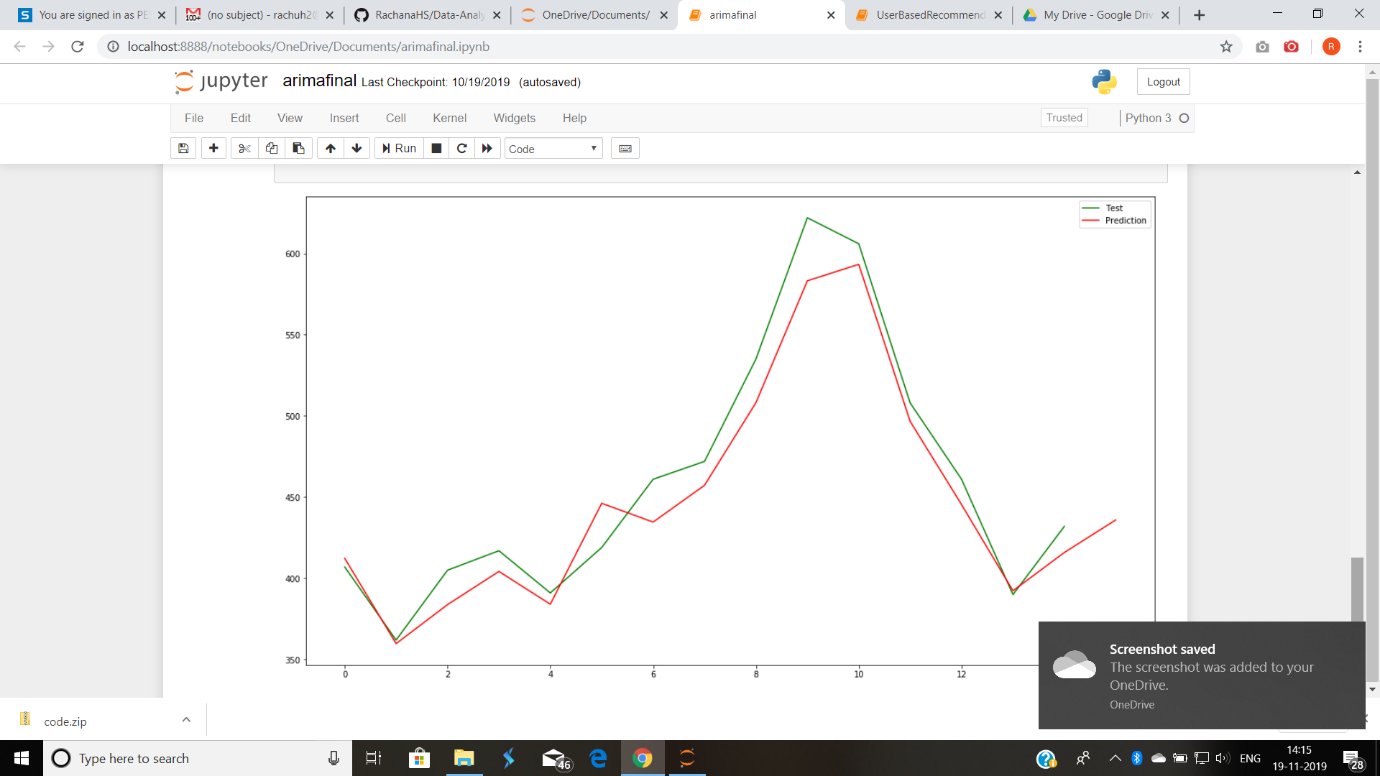 You are signed in as PE
(no subject) - rachuh2
RachanaHS/Data-Analy
OneDrive/Documents/
arimafinal
UserBasedRecommend
My Drive - Google Driv
localhost:8888/notebooks/OneDrive/Documents/arimafinal.ipynb
R
jupyter arimafinal Last Checkpoint: 10/19/2019 (autosaved)
Logout
File Edit View Insert Cell Kernel Widgets Help
Trusted
Python 3
Run
Code
Test
Prediction
600
550
500
450
400
350
0 2 4 6 8 10 12
Screenshot saved
The screenshot was added to your
OneDrive.
OneDrive
code.zip
Type here to search
46
ENG
14:15
19-11-2019
28